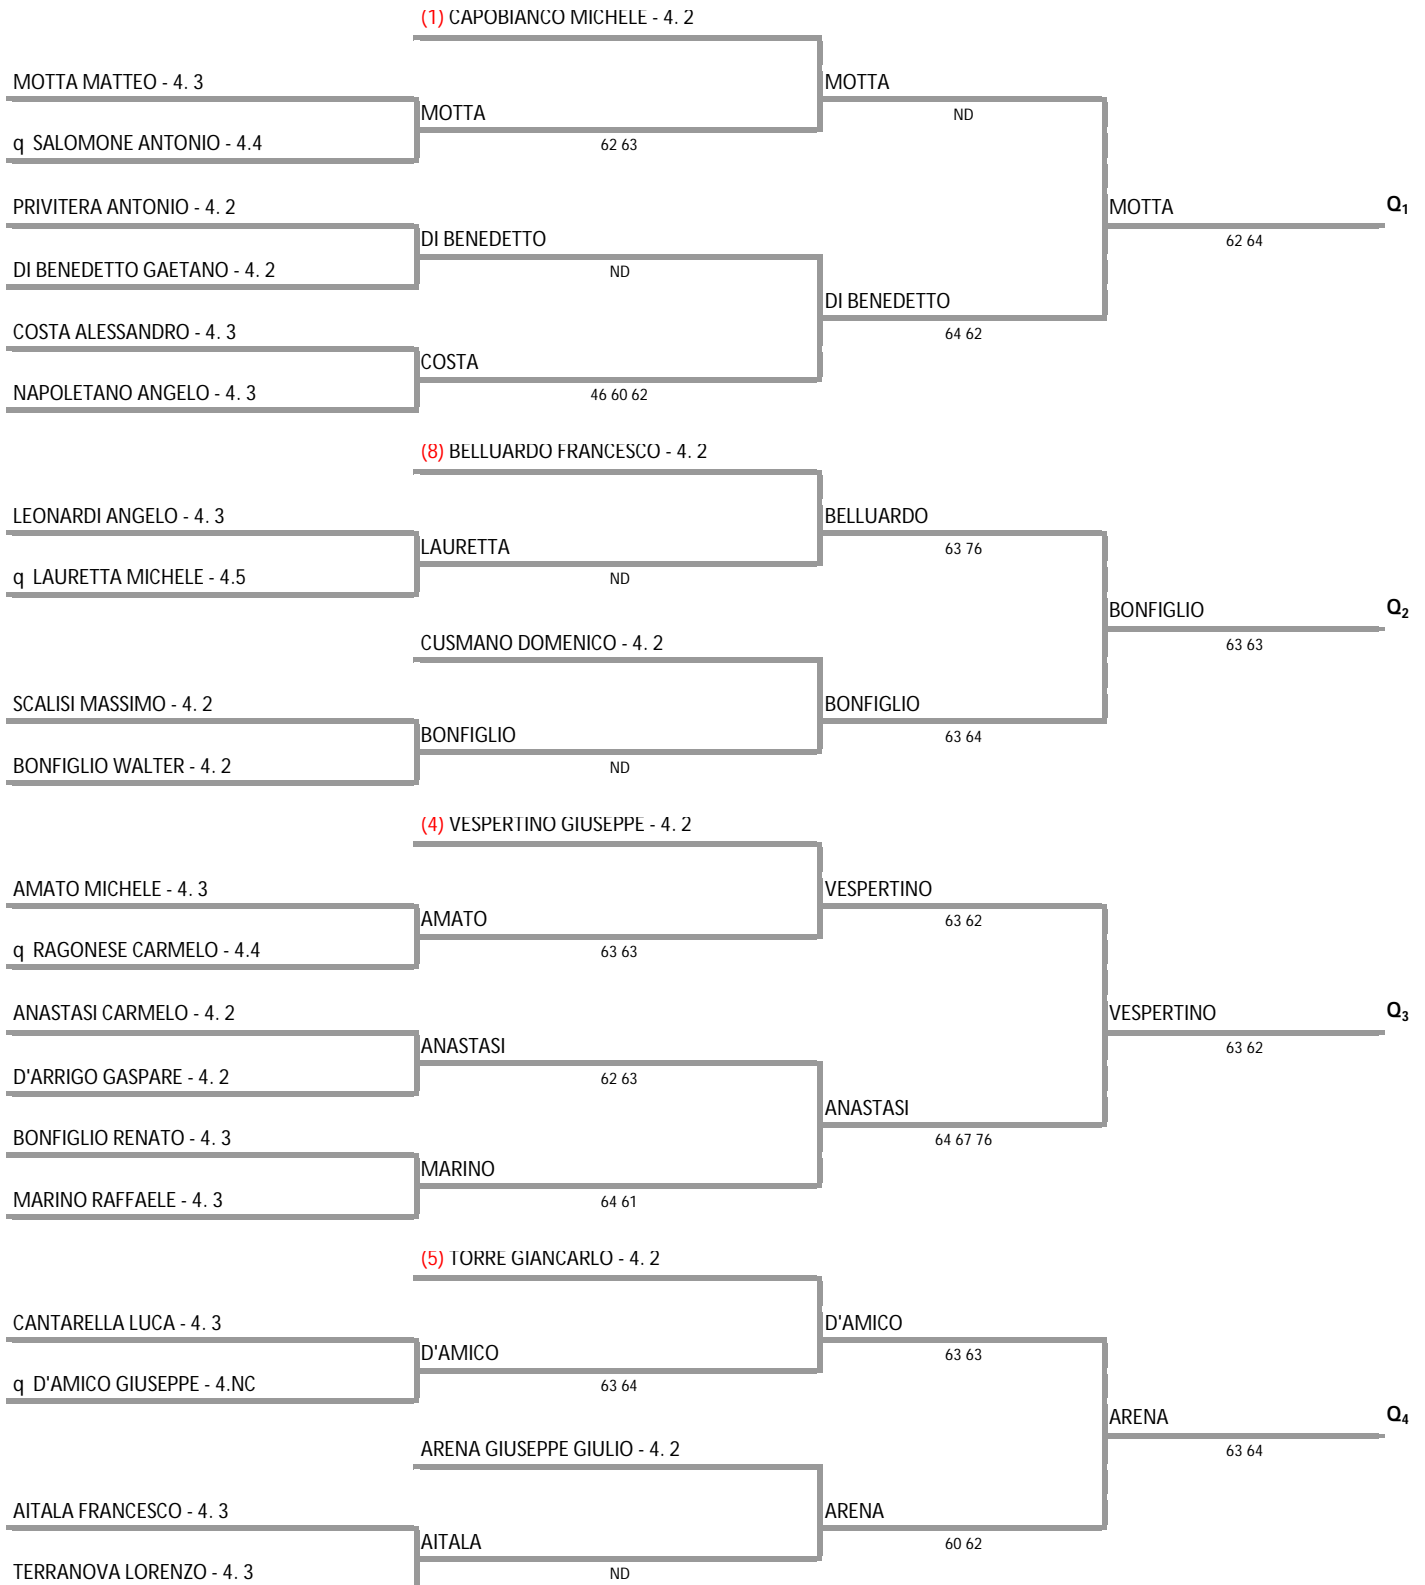 (1) CAPOBIANCO MICHELE - 4. 2
MOTTA MATTEO - 4. 3
MOTTA
MOTTA
ND
q SALOMONE ANTONIO - 4.4
62 63
PRIVITERA ANTONIO - 4. 2
MOTTA
Q1
62 64
DI BENEDETTO
DI BENEDETTO GAETANO - 4. 2
ND
DI BENEDETTO
64 62
COSTA ALESSANDRO - 4. 3
COSTA
NAPOLETANO ANGELO - 4. 3
46 60 62
(8) BELLUARDO FRANCESCO - 4. 2
LEONARDI ANGELO - 4. 3
BELLUARDO
63 76
LAURETTA
q LAURETTA MICHELE - 4.5
ND
BONFIGLIO
Q2
63 63
CUSMANO DOMENICO - 4. 2
SCALISI MASSIMO - 4. 2
BONFIGLIO
63 64
BONFIGLIO
BONFIGLIO WALTER - 4. 2
ND
(4) VESPERTINO GIUSEPPE - 4. 2
AMATO MICHELE - 4. 3
VESPERTINO
63 62
AMATO
q RAGONESE CARMELO - 4.4
63 63
ANASTASI CARMELO - 4. 2
VESPERTINO
Q3
63 62
ANASTASI
D'ARRIGO GASPARE - 4. 2
62 63
ANASTASI
64 67 76
BONFIGLIO RENATO - 4. 3
MARINO
MARINO RAFFAELE - 4. 3
64 61
(5) TORRE GIANCARLO - 4. 2
CANTARELLA LUCA - 4. 3
D'AMICO
63 63
D'AMICO
q D'AMICO GIUSEPPE - 4.NC
63 64
ARENA
Q4
63 64
ARENA GIUSEPPE GIULIO - 4. 2
AITALA FRANCESCO - 4. 3
ARENA
60 62
AITALA
TERRANOVA LORENZO - 4. 3
ND